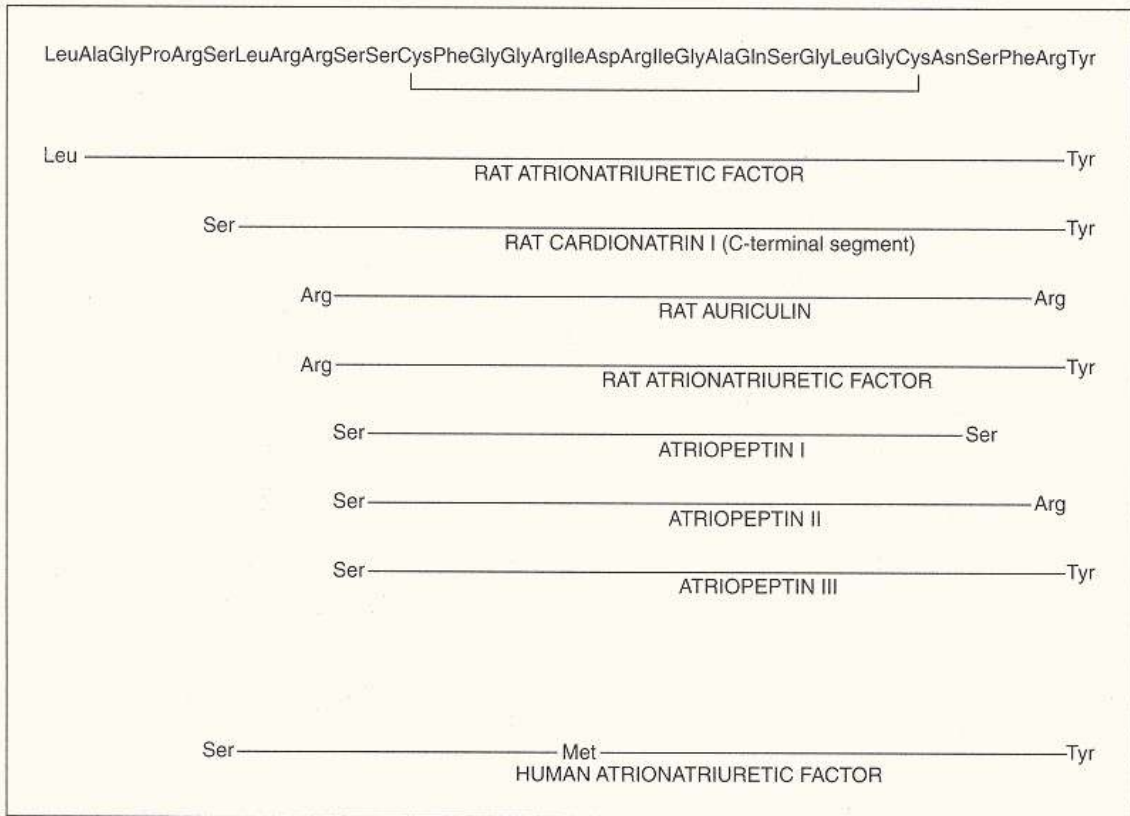 LeuAlaGlyProArgSerLeuArgArgSerSerCysPheGlyGlyArgIleAspArgIleGlyAlaGlnSerGlyLeuGlyCysAsnSerPheArgTyr
Leu Tyr
RAT ATRIONATRIURETIC FACTOR
Ser Tyr
RAT CARDIONATRIN I (C-terminal segment)
Arg Arg
RAT AURICULIN
Arg Tyr
RAT ATRIONATRIURETIC FACTOR
Ser Ser
ATRIOPEPTIN I
Ser Arg
ATRIOPEPTIN II
Ser Tyr
ATRIOPEPTIN III
Ser Met Tyr
HUMAN ATRIONATRIURETIC FACTOR